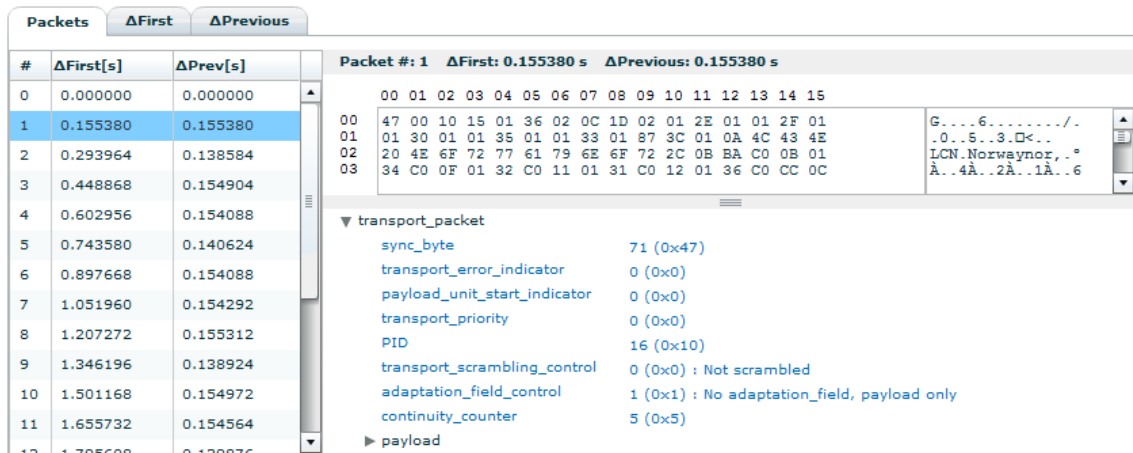 Packets ΔFirst ΔPrevious
# ΔFirst[s] ΔPrev[s]
0 0.000000 0.000000
1 0.155380 0.155380
2 0.293964 0.138584
3 0.448868 0.154904
4 0.602956 0.154088
5 0.743580 0.140624
6 0.897668 0.154088
7 1.051960 0.154292
8 1.207272 0.155312
9 1.346196 0.138924
10 1.501168 0.154972
11 1.655732 0.154564
Packet #: 1 ΔFirst: 0.155380 s ΔPrevious: 0.155380 s
00 01 02 03 04 05 06 07 08 09 10 11 12 13 14 15
00 47 00 10 15 01 36 02 0C 1D 02 01 2E 01 01 2F 01 G....6......../.
01 01 30 01 01 35 01 01 33 01 87 3C 01 0A 4C 43 4E .0..5..3.□<..
02 20 4E 6F 72 77 61 79 6E 6F 72 2C 0B BA C0 0B 01 LCN.Norwaynor,.º
03 34 C0 0F 01 32 C0 11 01 31 C0 12 01 36 C0 CC 0C À..4À..2À..1À..6
▼ transport_packet
sync_byte 71 (0x47)
transport_error_indicator 0 (0x0)
payload_unit_start_indicator 0 (0x0)
transport_priority 0 (0x0)
PID 16 (0x10)
transport_scrambling_control 0 (0x0) : Not scrambled
adaptation_field_control 1 (0x1) : No adaptation_field, payload only
continuity_counter 5 (0x5)
▶ payload